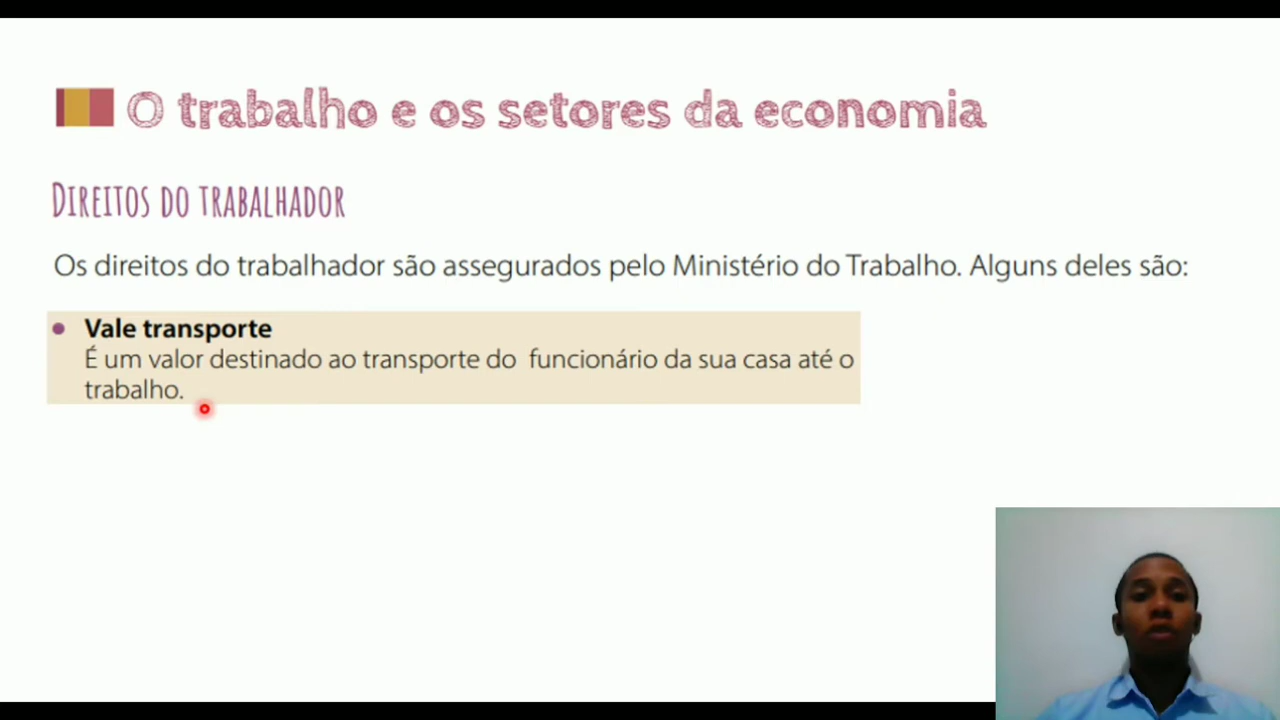 O trabalho e os setores da economia
DIREITOS DO TRABALHADOR
Os direitos do trabalhador são assegurados pelo Ministério do Trabalho. Alguns deles são:
• Vale transporte
É um valor destinado ao transporte do funcionário da sua casa até o
trabalho.